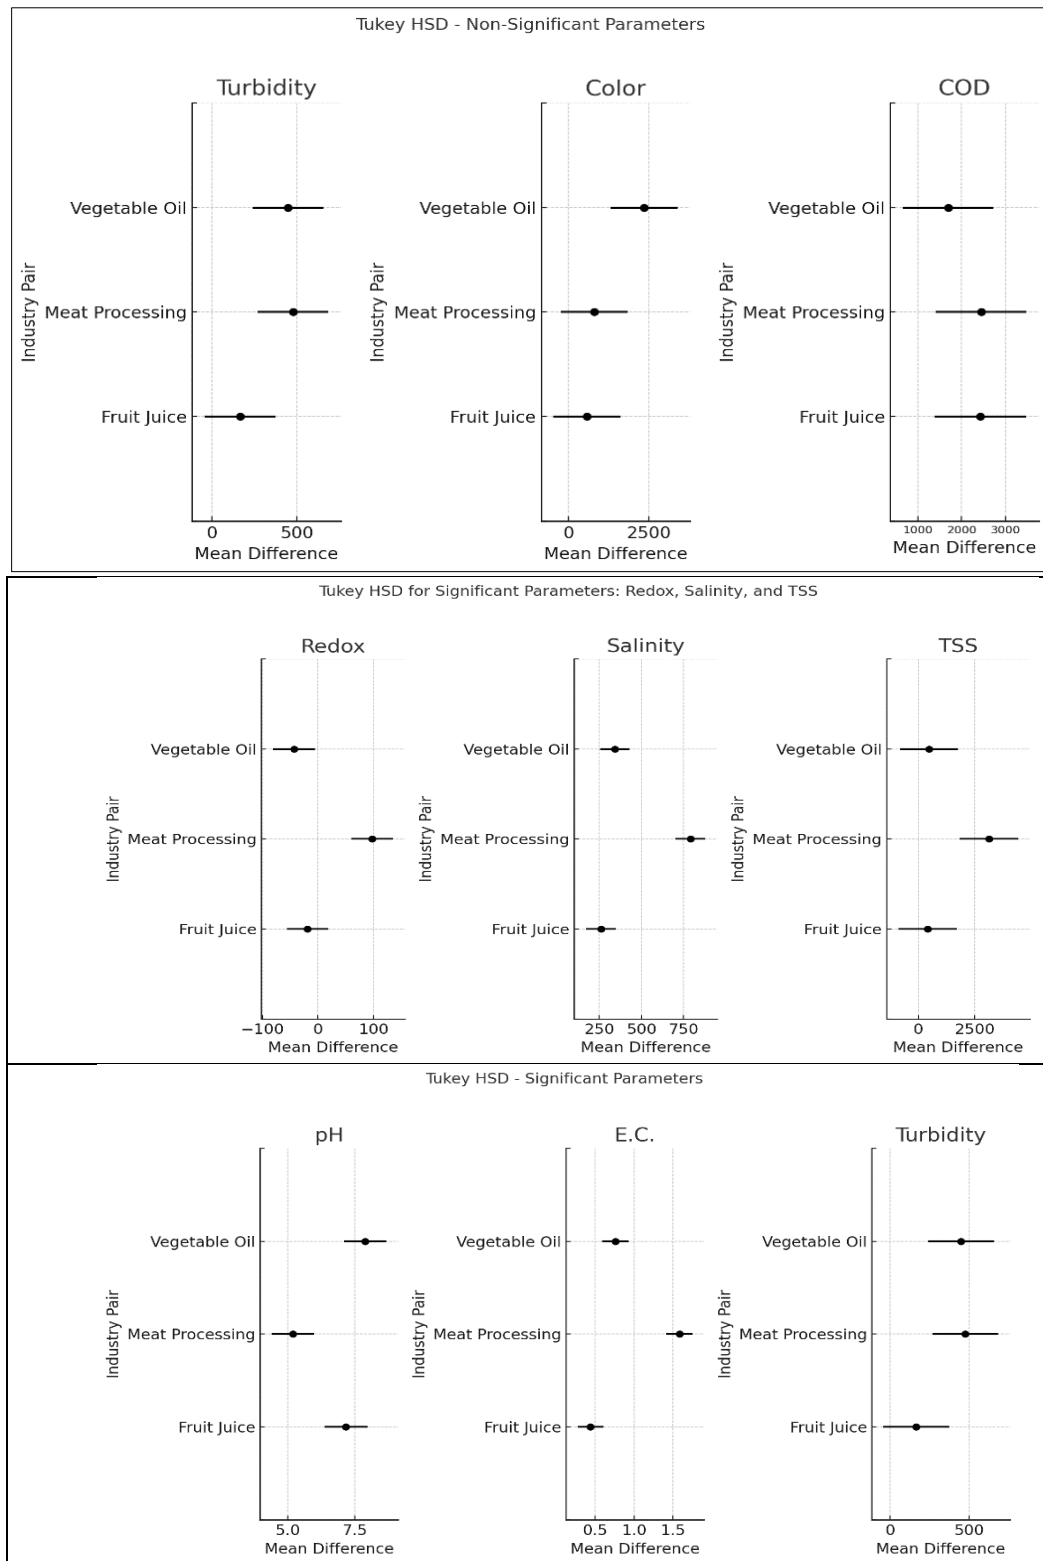 Tukey HSD - Non-Significant Parameters
Turbidity
Color
COD
Industry Pair
Vegetable Oil
Meat Processing
Fruit Juice
0 500
Mean Difference
Industry Pair
Vegetable Oil
Meat Processing
Fruit Juice
0 2500
Mean Difference
Industry Pair
Vegetable Oil
Meat Processing
Fruit Juice
1000 2000 3000
Mean Difference
Tukey HSD for Significant Parameters: Redox, Salinity, and TSS
Redox
Salinity
TSS
Industry Pair
Vegetable Oil
Meat Processing
Fruit Juice
−100 0 100
Mean Difference
Industry Pair
Vegetable Oil
Meat Processing
Fruit Juice
250 500 750
Mean Difference
Industry Pair
Vegetable Oil
Meat Processing
Fruit Juice
0 2500
Mean Difference
Tukey HSD - Significant Parameters
pH
E.C.
Turbidity
Industry Pair
Vegetable Oil
Meat Processing
Fruit Juice
5.0 7.5
Mean Difference
Industry Pair
Vegetable Oil
Meat Processing
Fruit Juice
0.5 1.0 1.5
Mean Difference
Industry Pair
Vegetable Oil
Meat Processing
Fruit Juice
0 500
Mean Difference